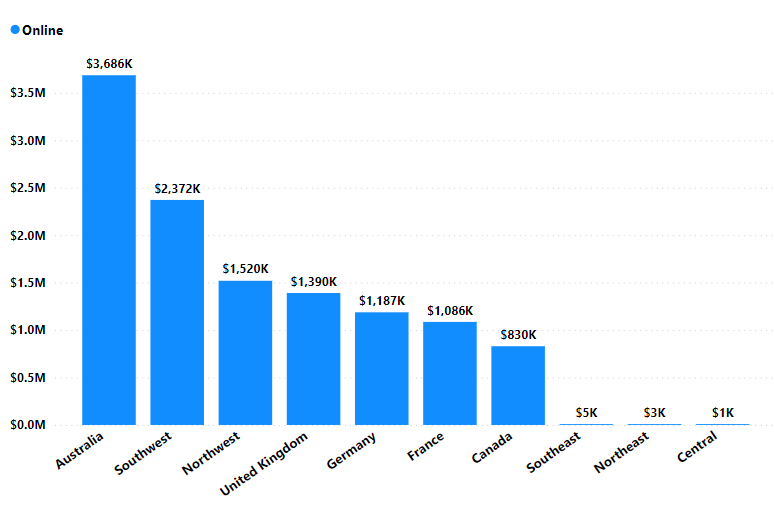 Online
$3,686K
$3.5M
$3.0M
$2.5M
$2,372K
$2.0M
$1,520K
$1.5M
$1,390K
$1,187K
$1,086K
$1.0M
$830K
$0.5M
$5K
$3K
$1K
$0.0M
Australia
Southwest
Northwest
United Kingdom
Germany
France
Canada
Southeast
Northeast
Central